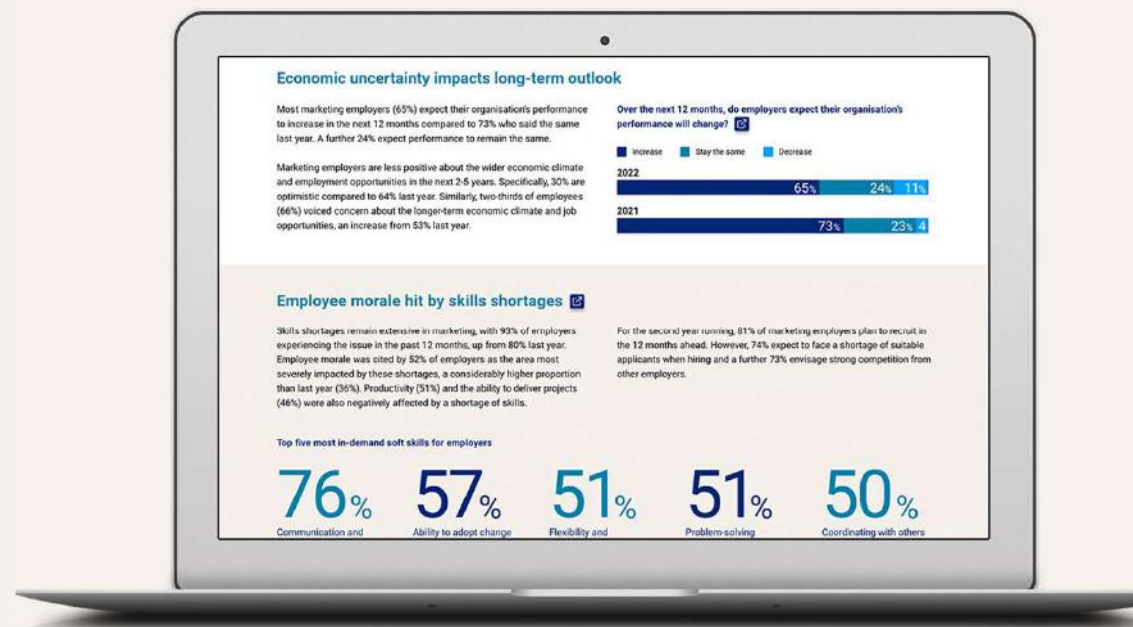 Economic uncertainty impacts long-term outlook
Most marketing employers (65%) expect their organisation's performance
to increase in the next 12 months compared to 73% who said the same
last year. A further 24% expect performance to remain the same.
Marketing employers are less positive about the wider economic climate
and employment opportunities in the next 2-5 years. Specifically, 30% are
optimistic compared to 64% last year. Similarly, two-thirds of employees
(66%) voiced concern about the longer-term economic climate and job
opportunities, an increase from 53% last year.
Over the next 12 months, do employers expect their organisation's
performance will change?
Increase Stay the same Decrease
2022
65% 24% 11%
2021
73% 23% 4
Employee morale hit by skills shortages
Skills shortages remain extensive in marketing, with 93% of employers
experiencing the issue in the past 12 months, up from 80% last year.
Employee morale was cited by 52% of employers as the area most
severely impacted by these shortages, a considerably higher proportion
than last year (36%). Productivity (51%) and the ability to deliver projects
(46%) were also negatively affected by a shortage of skills.
For the second year running, 81% of marketing employers plan to recruit in
the 12 months ahead. However, 74% expect to face a shortage of suitable
applicants when hiring and a further 73% envisage strong competition from
other employers.
Top five most in-demand soft skills for employers
76% 57% 51% 51% 50%
Communication and Ability to adopt change Flexibility and Problem-solving Coordinating with others